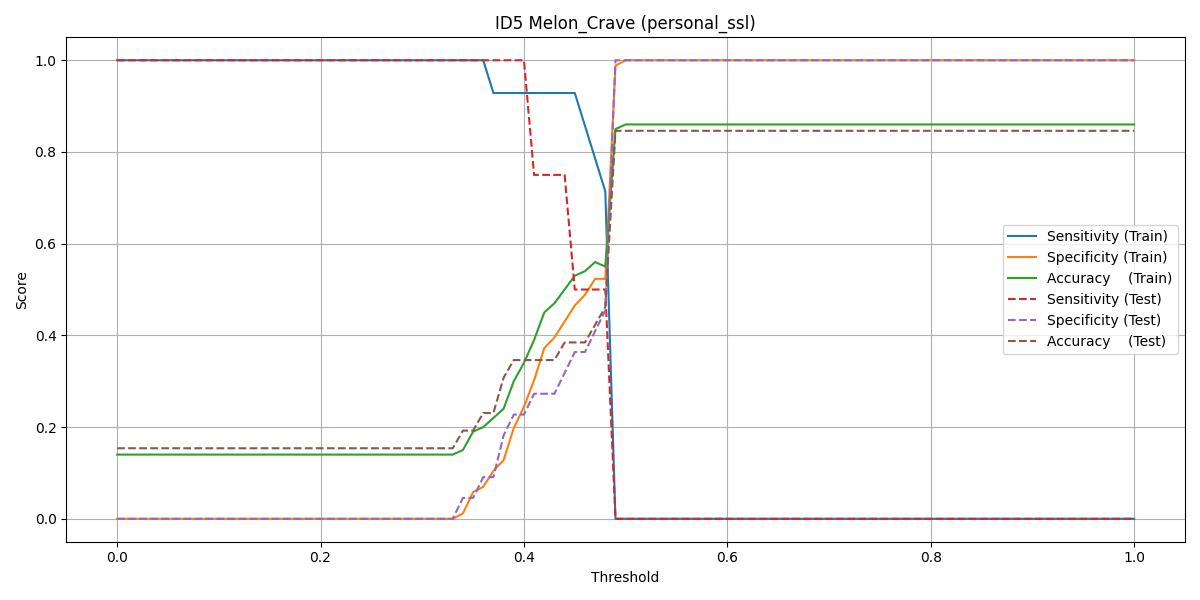 ID5 Melon_Crave (personal_ssl)
1.0
0.8
0.6
0.4
0.2
0.0
Score
Sensitivity (Train)
Specificity (Train)
Accuracy    (Train)
Sensitivity (Test)
Specificity (Test)
Accuracy    (Test)
0.0 0.2 0.4 0.6 0.8 1.0
Threshold